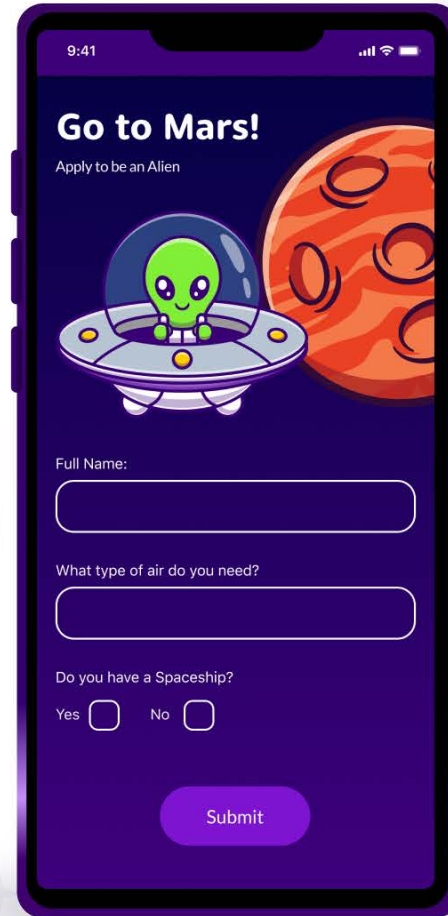 9:41
Go to Mars!
Apply to be an Alien
Full Name:
What type of air do you need?
Do you have a Spaceship?
Yes No
Submit